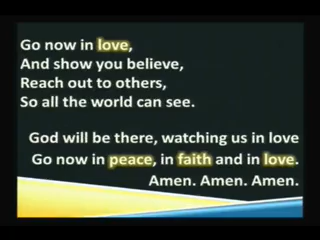 Go now in love,
And show you believe,
Reach out to others,
So all the world can see.
God will be there, watching us in love
Go now in peace, in faith and in love.
Amen. Amen. Amen.